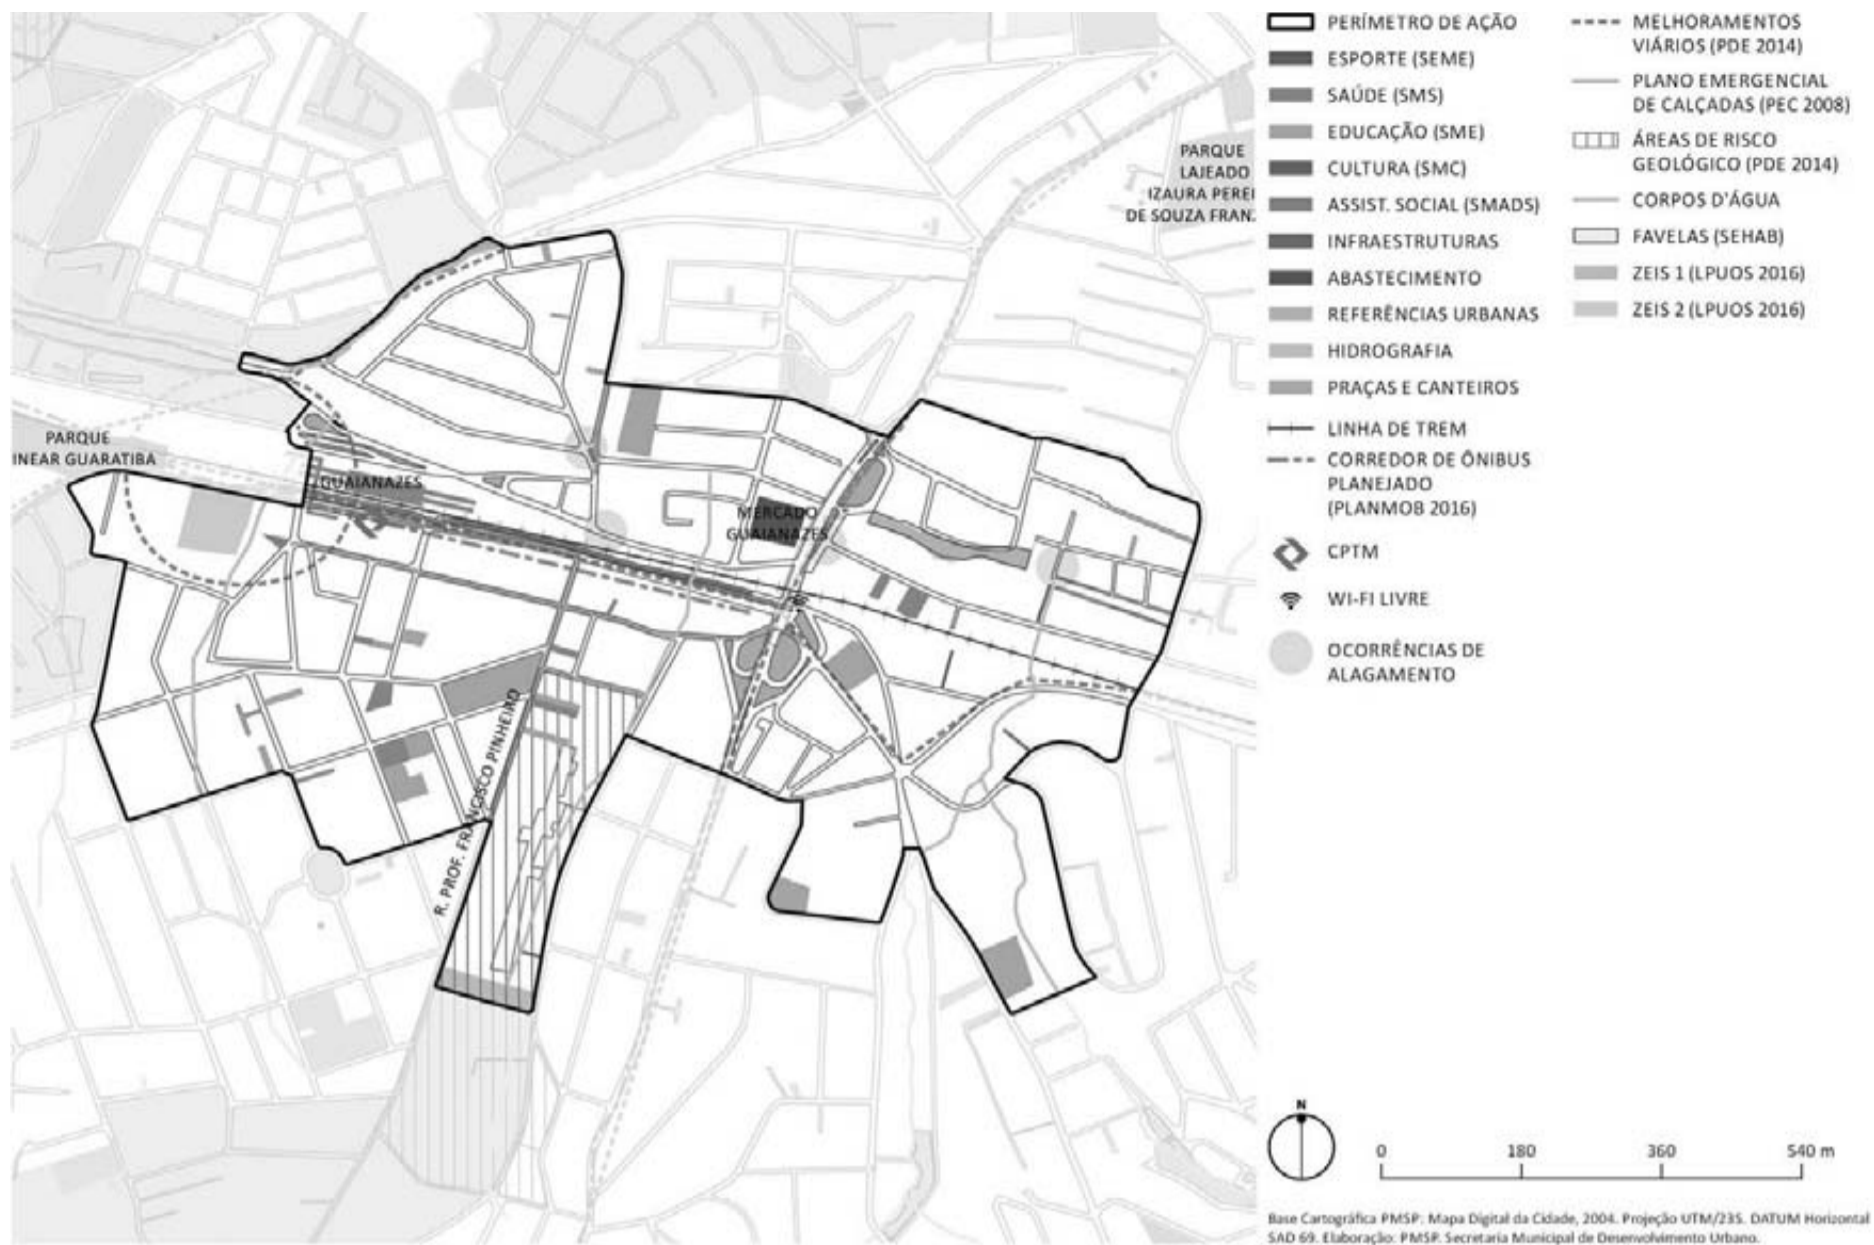 PARQUE
LAJEADO
IZAURA PEREI
DE SOUZA FRAN
PARQUE
INEAR GUARATIBA
GUAIANAZES
MERCADO
GUAIANAZES
R. PROF. FRANCISCO PINHEIRO
PERÍMETRO DE AÇÃO
ESPORTE (SEME)
SAÚDE (SMS)
EDUCAÇÃO (SME)
CULTURA (SMC)
ASSIST. SOCIAL (SMADS)
INFRAESTRUTURAS
ABASTECIMENTO
REFERÊNCIAS URBANAS
HIDROGRAFIA
PRAÇAS E CANTEIROS
LINHA DE TREM
CORREDOR DE ÔNIBUS
PLANEJADO
(PLANMOB 2016)
CPTM
WI-FI LIVRE
OCORRÊNCIAS DE
ALAGAMENTO
MELHORAMENTOS
VIÁRIOS (PDE 2014)
PLANO EMERGENCIAL
DE CALÇADAS (PEC 2008)
ÁREAS DE RISCO
GEOLÓGICO (PDE 2014)
CORPOS D'ÁGUA
FAVELAS (SEHAB)
ZEIS 1 (LPUOS 2016)
ZEIS 2 (LPUOS 2016)
N
0 180 360 540 m
Base Cartográfica PMSP: Mapa Digital da Cidade, 2004. Projeção UTM/23S. DATUM Horizontal
SAD 69. Elaboração: PMSP. Secretaria Municipal de Desenvolvimento Urbano.